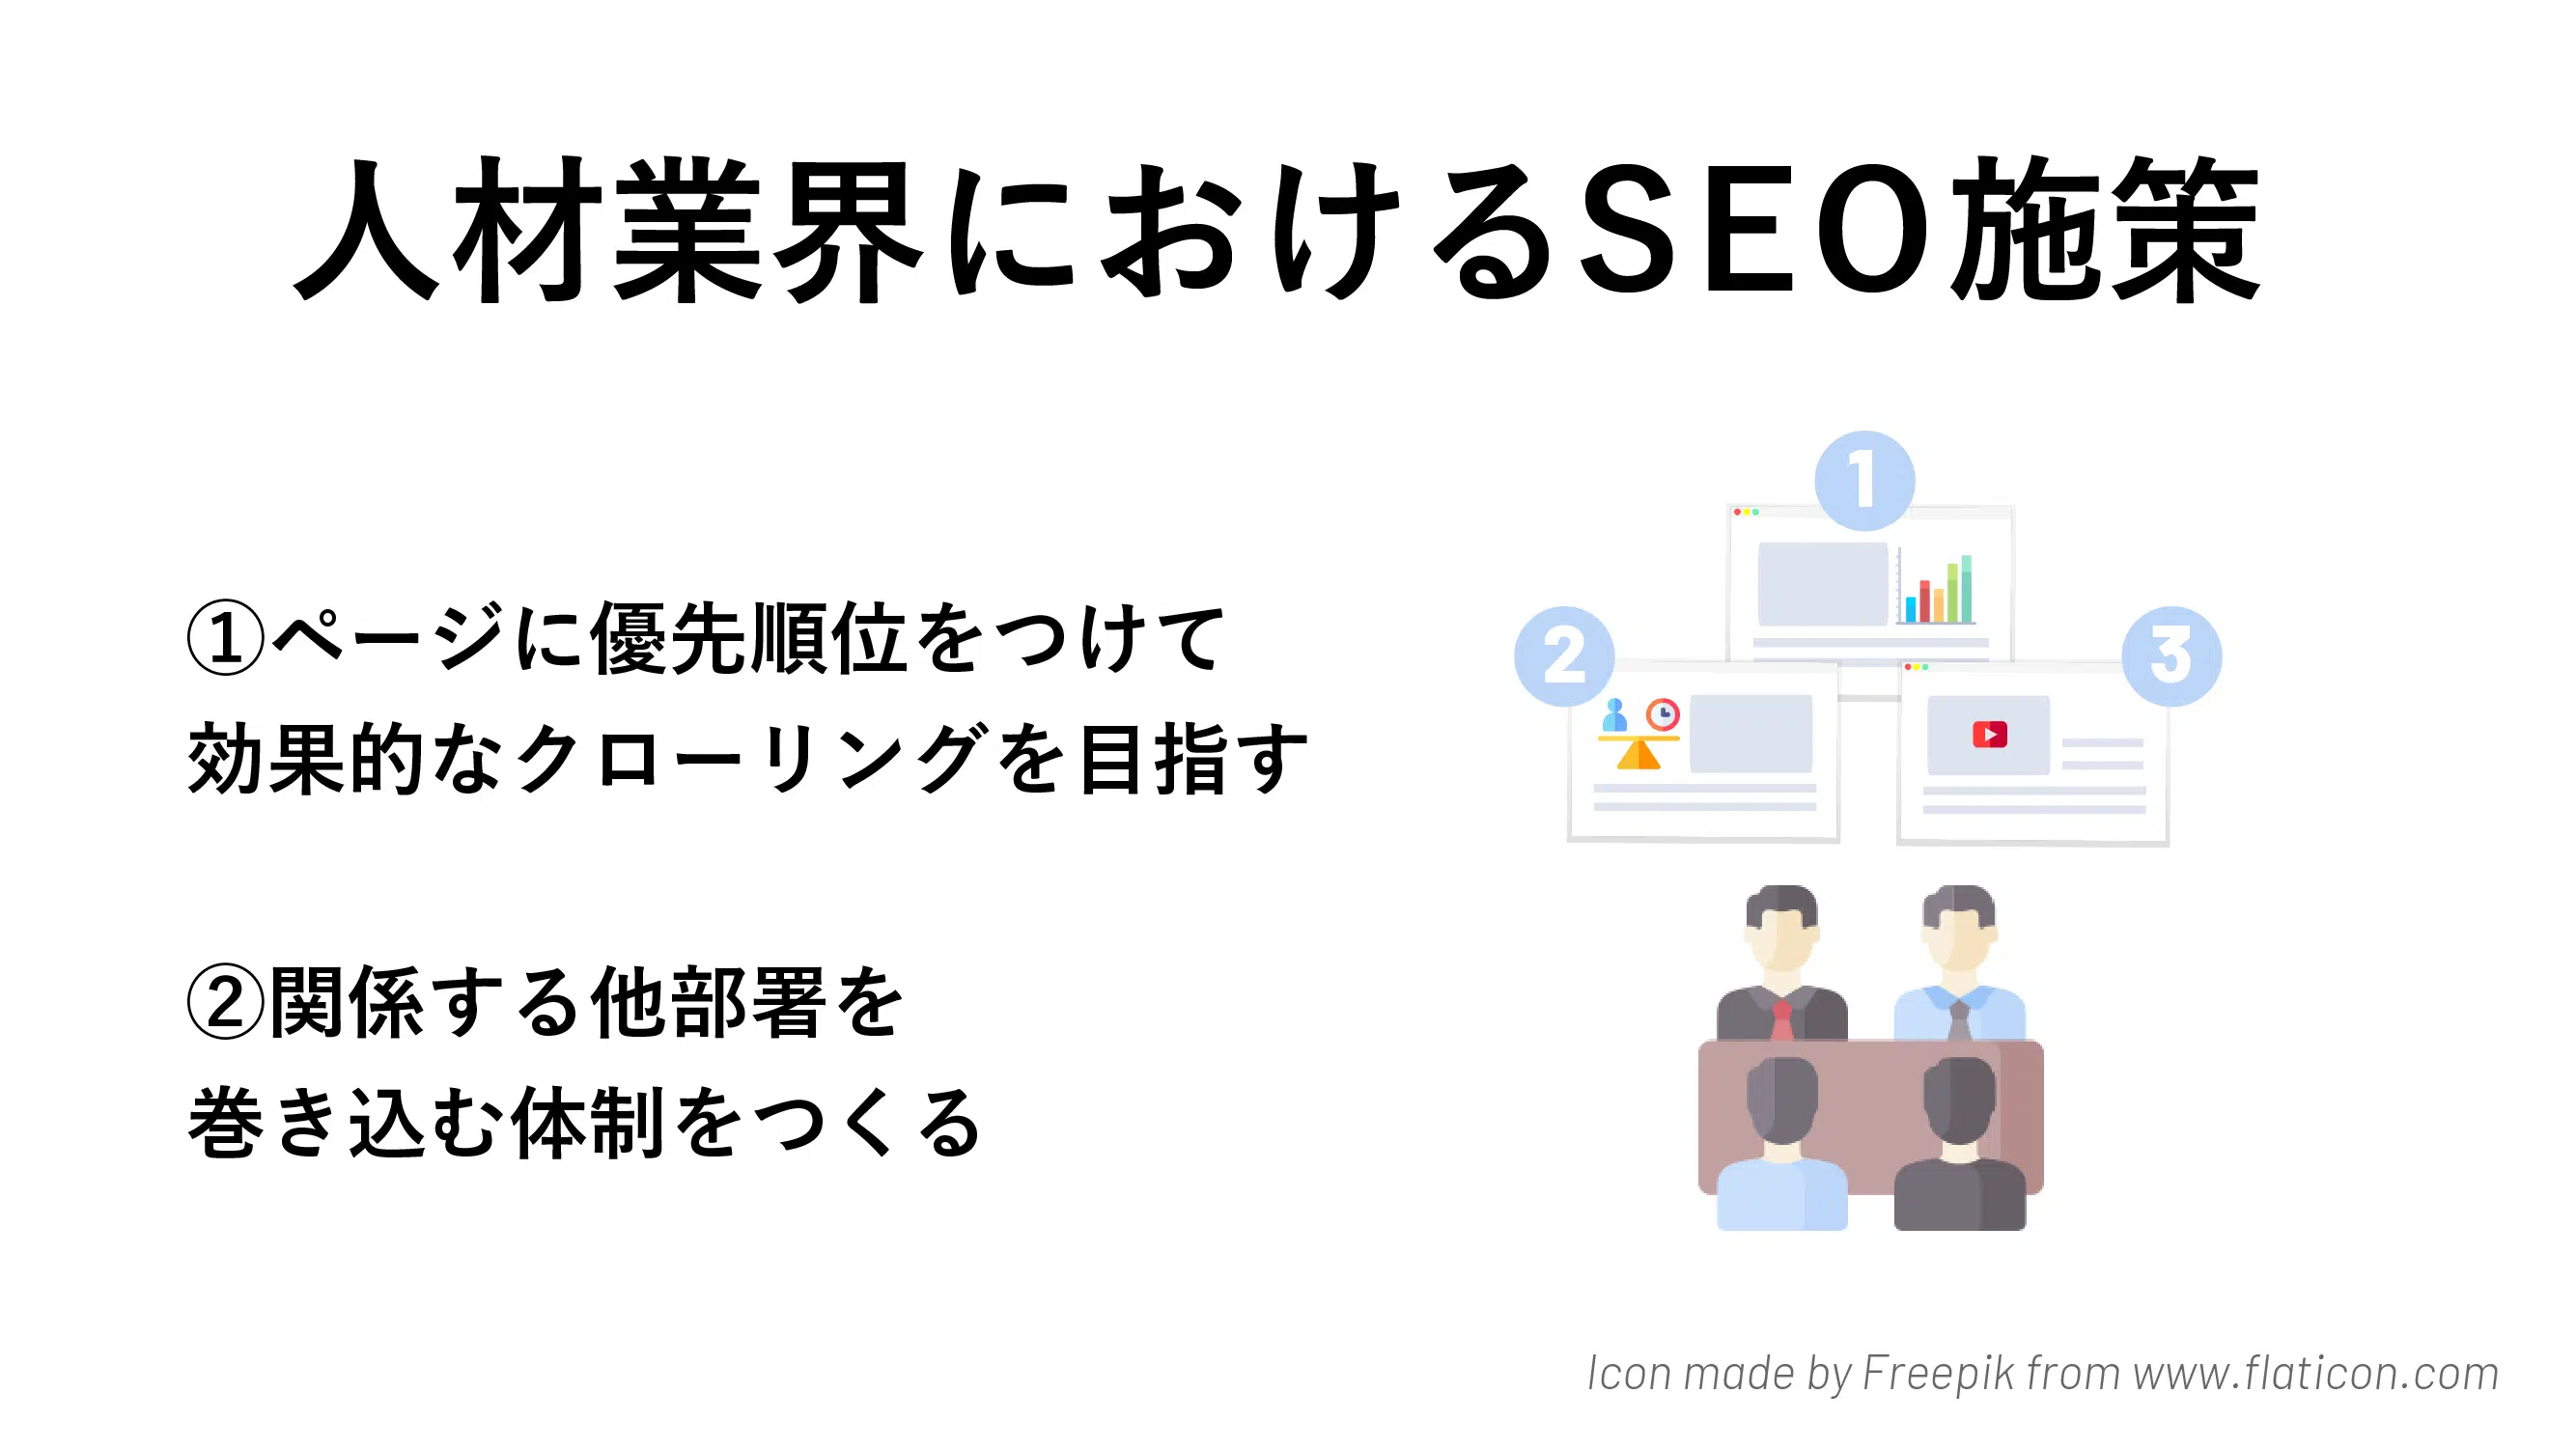 人材業界におけるSEO施策
①ページに優先順位をつけて
効果的なクローリングを目指す
②関係する他部署を
巻き込む体制をつくる
1
2
3
Icon made by Freepik from www.flaticon.com